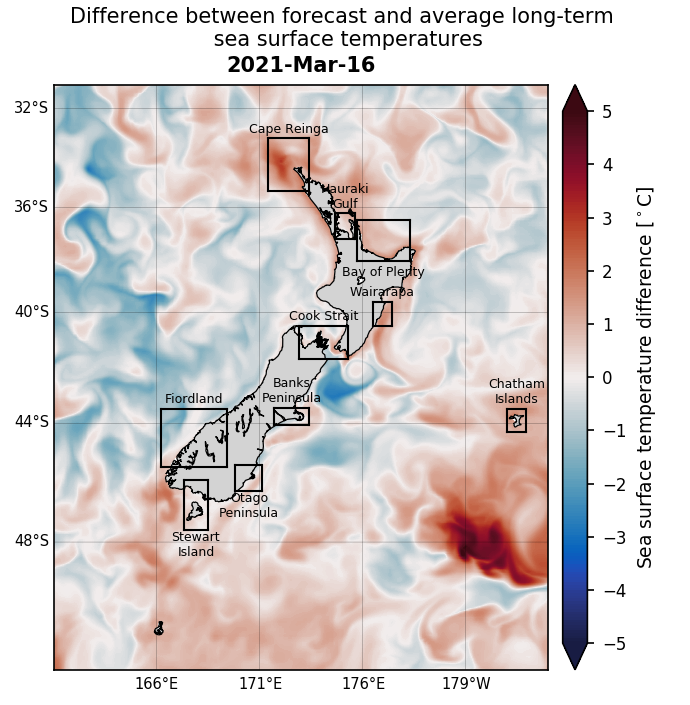 Difference between forecast and average long-term
sea surface temperatures
2021-Mar-16
32°S
36°S
40°S
44°S
48°S
166°E
171°E
176°E
179°W
Cape Reinga
Hauraki
Gulf
Bay of Plenty
Wairarapa
Cook Strait
Banks
Peninsula
Fiordland
Chatham
Islands
Otago
Peninsula
Stewart
Island
5
4
3
2
1
0
−1
−2
−3
−4
−5
Sea surface temperature difference [°C]